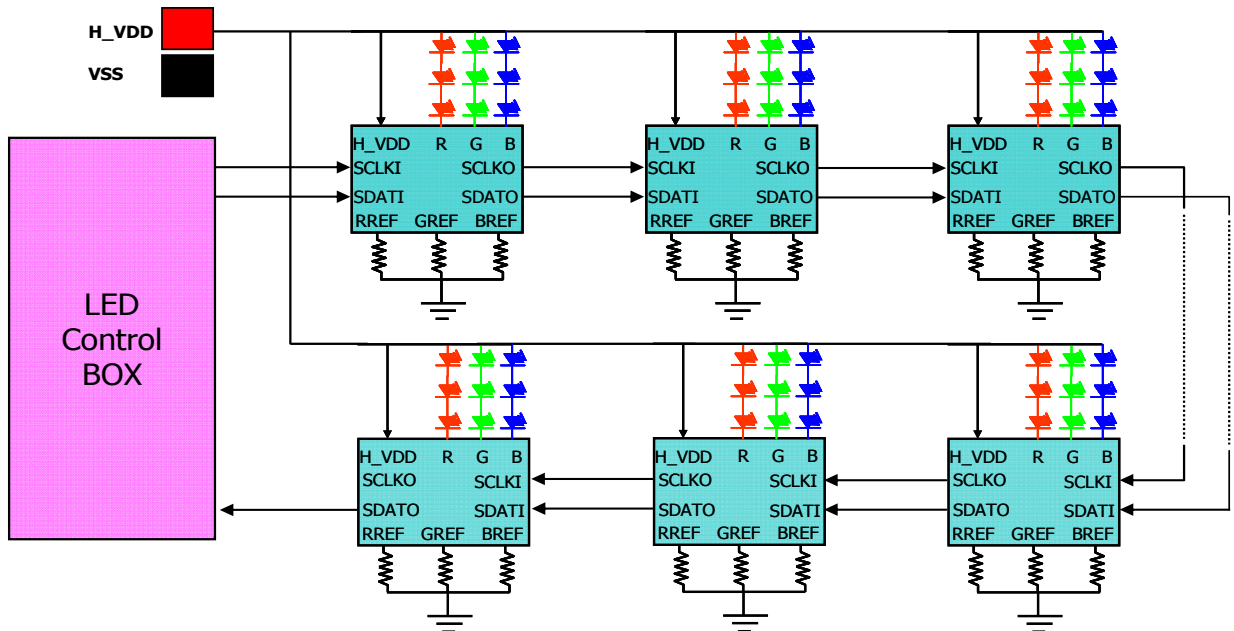 H_VDD
VSS
H_VDD R G B
SCLKI SCLKO
SDATI SDATO
RREF GREF BREF
H_VDD R G B
SCLKI SCLKO
SDATI SDATO
RREF GREF BREF
H_VDD R G B
SCLKI SCLKO
SDATI SDATO
RREF GREF BREF
LED
Control
BOX
H_VDD R G B
SCLKO SCLKI
SDATO SDATI
RREF GREF BREF
H_VDD R G B
SCLKO SCLKI
SDATO SDATI
RREF GREF BREF
H_VDD R G B
SCLKO SCLKI
SDATO SDATI
RREF GREF BREF